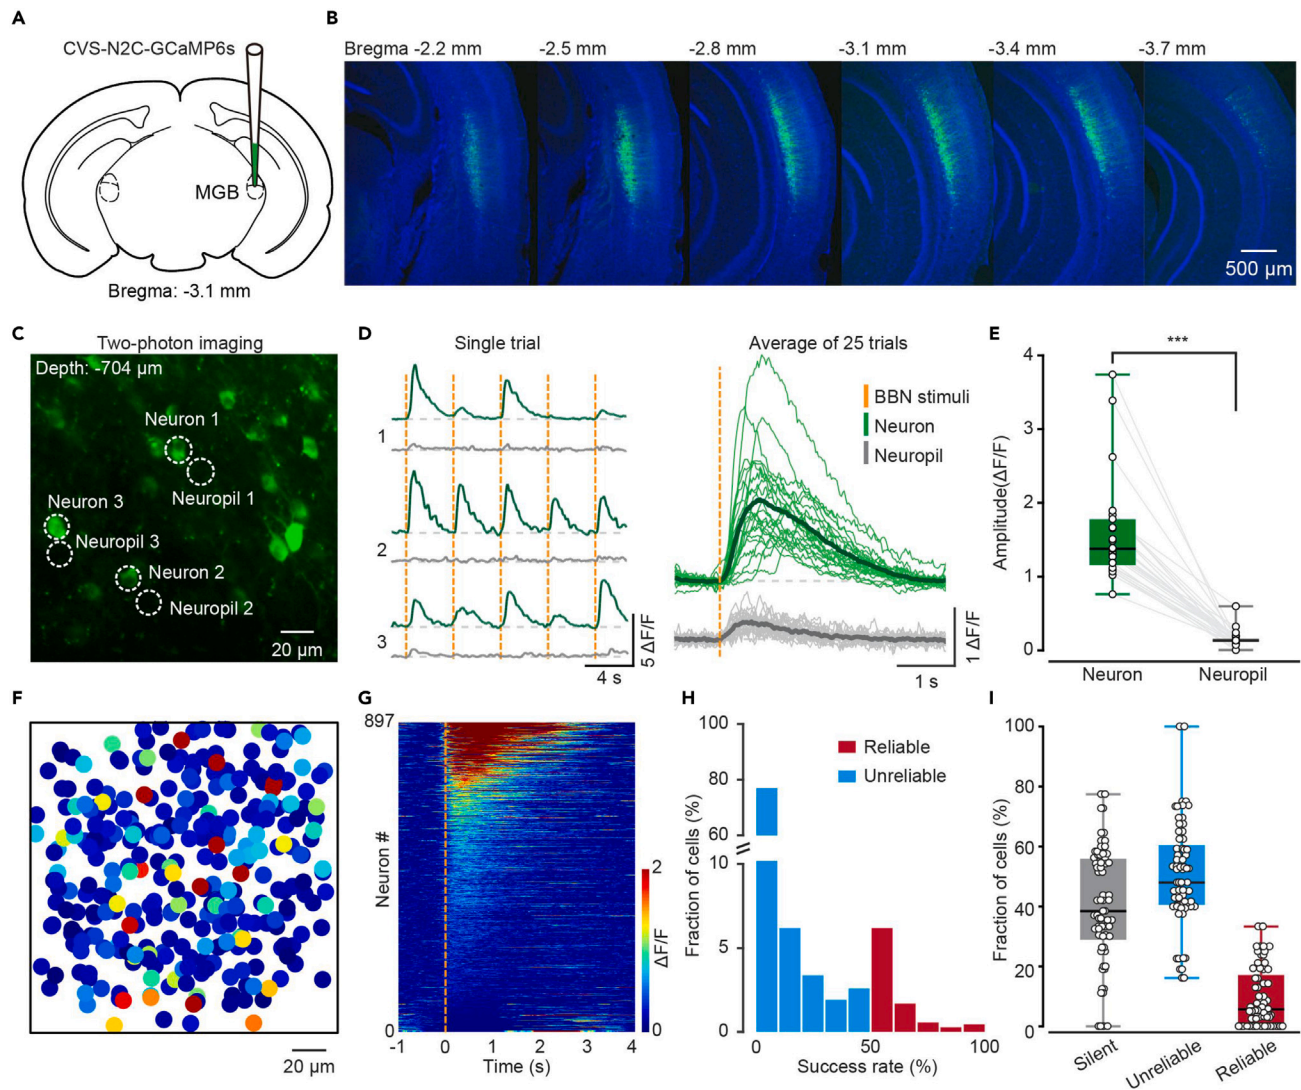 A
CVS-N2C-GCaMP6s
MGB
Bregma: -3.1 mm
B
Bregma -2.2 mm
-2.5 mm
-2.8 mm
-3.1 mm
-3.4 mm
-3.7 mm
500 µm
C
Two-photon imaging
Depth: -704 µm
Neuron 1
Neuropil 1
Neuron 3
Neuropil 3
Neuron 2
Neuropil 2
20 µm
D
Single trial
Average of 25 trials
1
2
3
5 ΔF/F
4 s
BBN stimuli
Neuron
Neuropil
1 ΔF/F
1 s
E
***
Amplitude(ΔF/F)
4
3
2
1
0
Neuron
Neuropil
F
20 µm
G
897
Neuron #
0
-1
0
1
2
3
4
Time (s)
2
ΔF/F
0
H
Fraction of cells (%)
100
80
60
10
5
0
Reliable
Unreliable
0
50
100
Success rate (%)
I
Fraction of cells (%)
100
80
60
40
20
0
Silent
Unreliable
Reliable